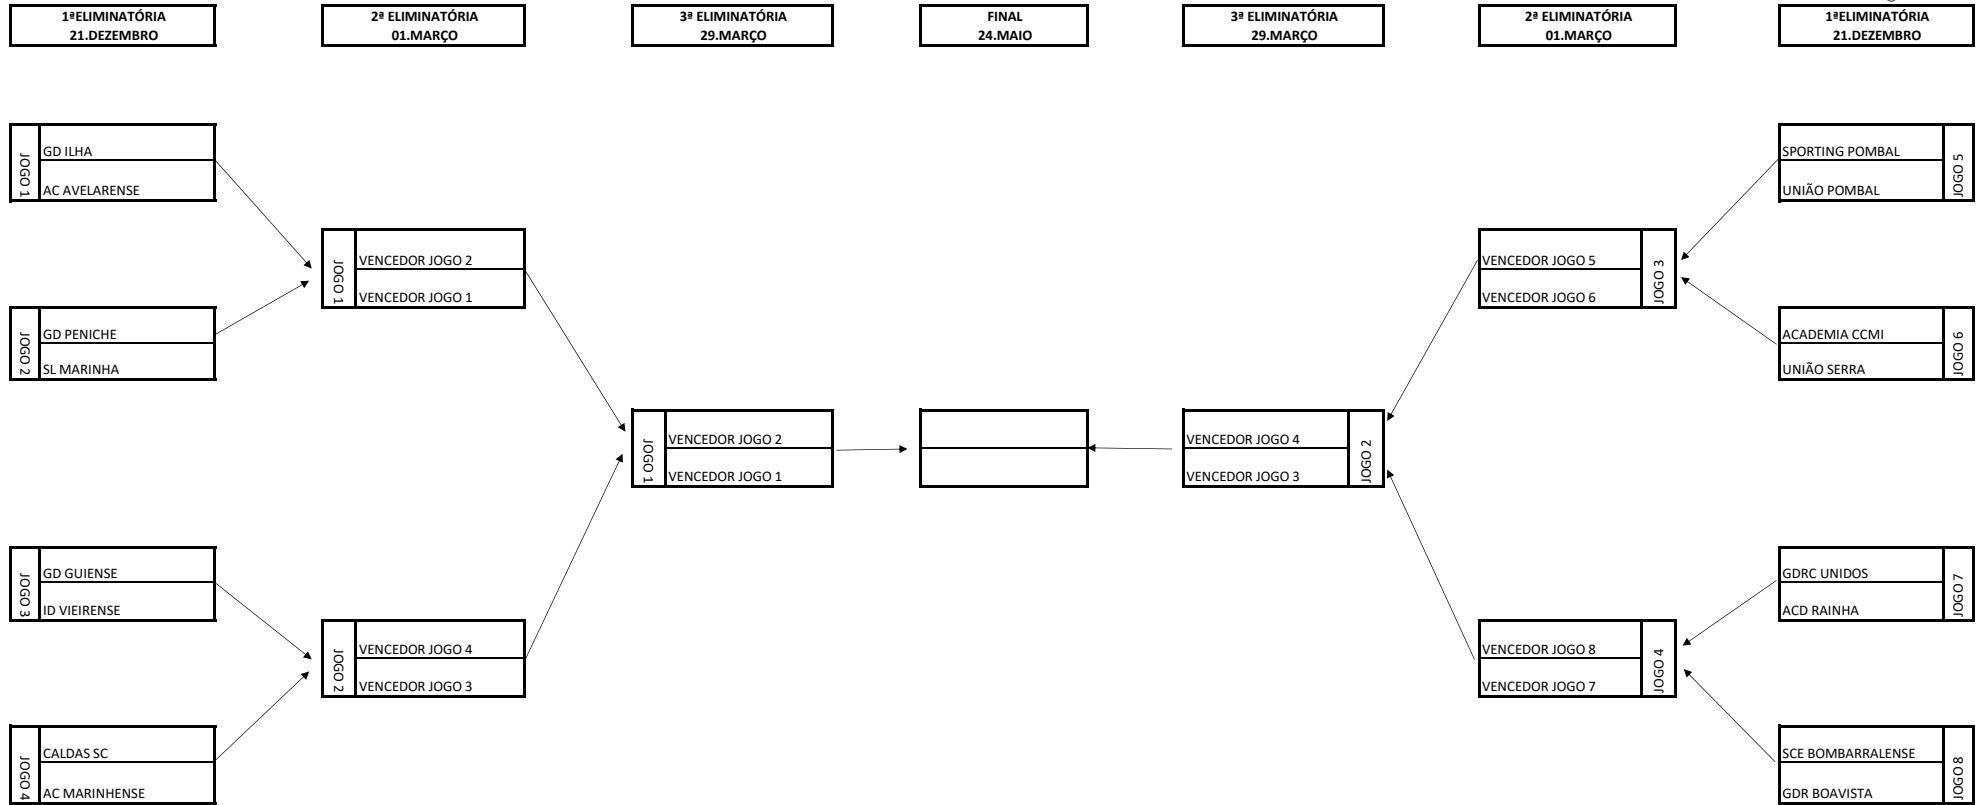 1ªELIMINATÓRIA
21.DEZEMBRO
2ª ELIMINATÓRIA
01.MARÇO
3ª ELIMINATÓRIA
29.MARÇO
FINAL
24.MAIO
3ª ELIMINATÓRIA
29.MARÇO
2ª ELIMINATÓRIA
01.MARÇO
1ªELIMINATÓRIA
21.DEZEMBRO
JOGO 1
GD ILHA
AC AVELARENSE
JOGO 2
GD PENICHE
SL MARINHA
JOGO 3
GD GUIENSE
ID VIEIRENSE
JOGO 4
CALDAS SC
AC MARINHENSE
JOGO 1
VENCEDOR JOGO 2
VENCEDOR JOGO 1
JOGO 2
VENCEDOR JOGO 4
VENCEDOR JOGO 3
JOGO 1
VENCEDOR JOGO 2
VENCEDOR JOGO 1
VENCEDOR JOGO 4
VENCEDOR JOGO 3
JOGO 2
VENCEDOR JOGO 5
VENCEDOR JOGO 6
JOGO 3
VENCEDOR JOGO 8
VENCEDOR JOGO 7
JOGO 4
SPORTING POMBAL
UNIÃO POMBAL
JOGO 5
ACADEMIA CCMI
UNIÃO SERRA
JOGO 6
GDRC UNIDOS
ACD RAINHA
JOGO 7
SCE BOMBARRALENSE
GDR BOAVISTA
JOGO 8